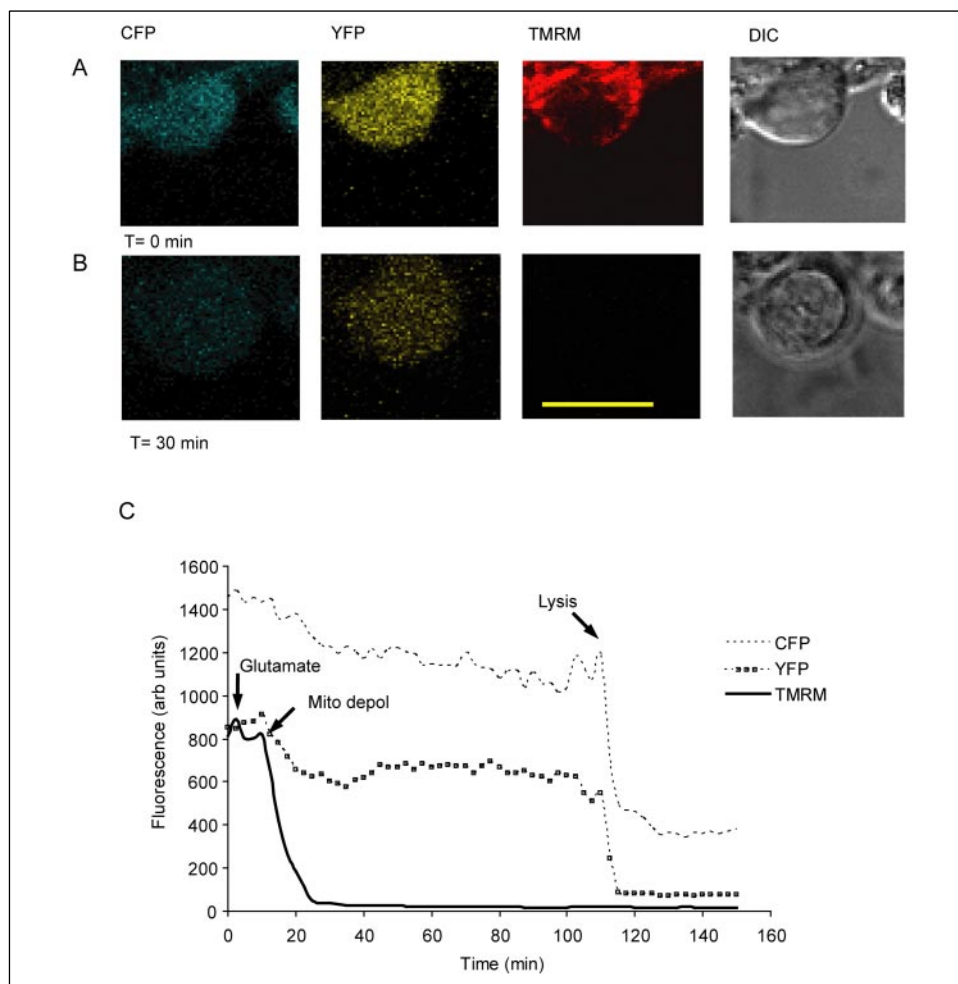 CFP YFP TMRM DIC
A
T= 0 min
B
T= 30 min
C
1600
1400
1200
1000
800
600
400
200
0
Fluorescence (arb units)
Glutamate
Mito depol
Lysis
CFP
YFP
TMRM
0 20 40 60 80 100 120 140 160
Time (min)